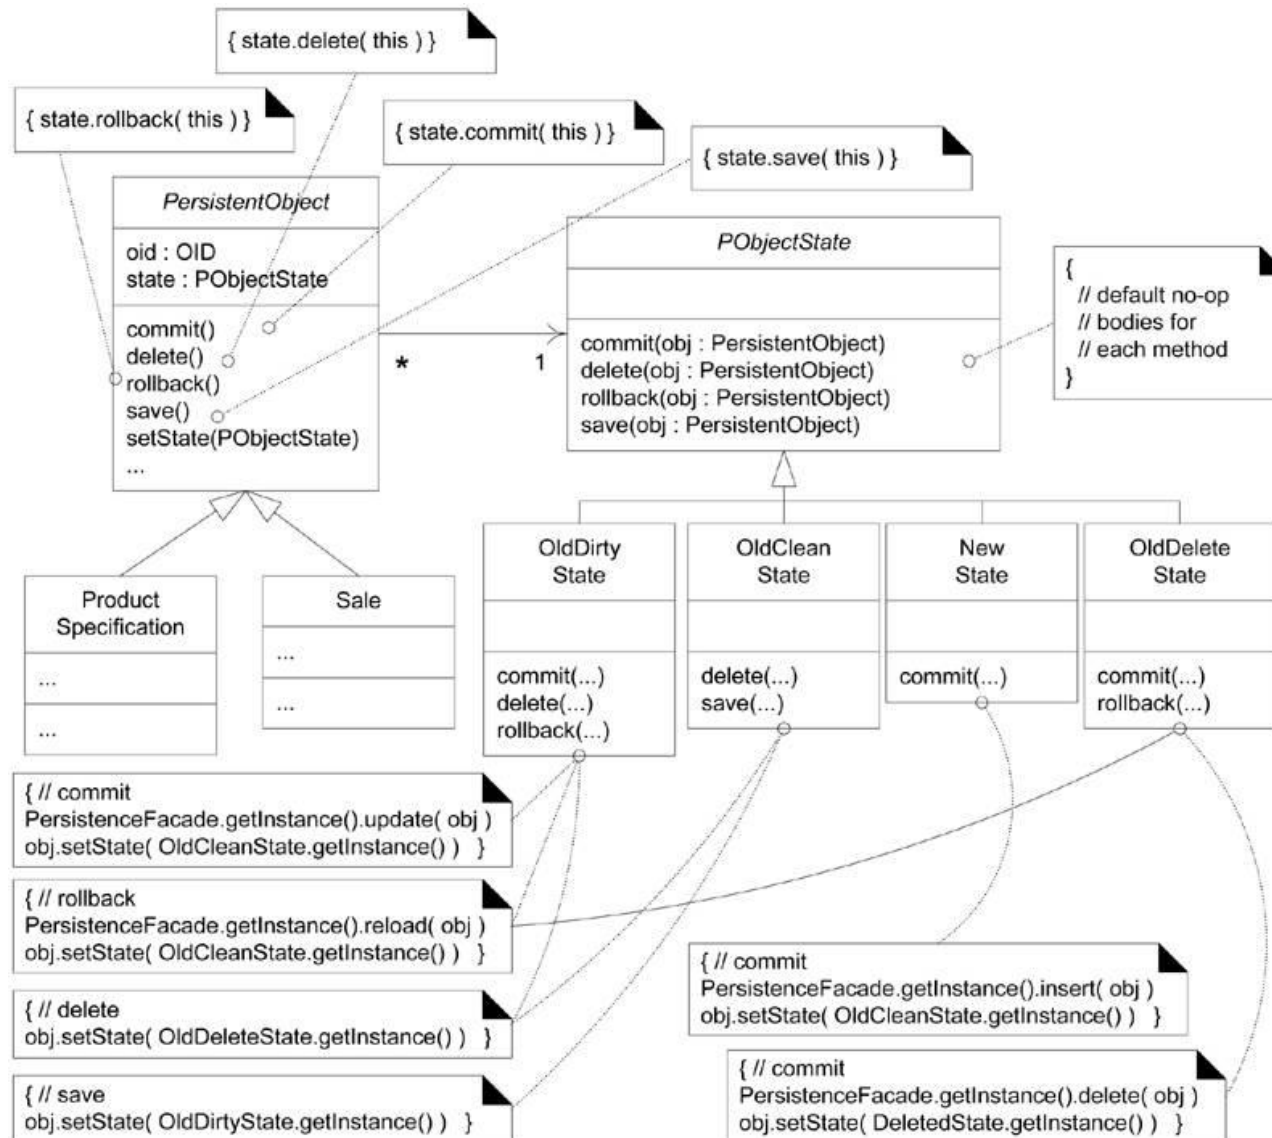 { state.delete( this ) }
{ state.rollback( this ) }
{ state.commit( this ) }
{ state.save( this ) }
PersistentObject
oid : OID
state : PObjectState
commit()
delete()
rollback()
save()
setState(PObjectState)
...
*
1
PObjectState
commit(obj : PersistentObject)
delete(obj : PersistentObject)
rollback(obj : PersistentObject)
save(obj : PersistentObject)
{
// default no-op
// bodies for
// each method
}
Product
Specification
...
...
Sale
...
...
OldDirty
State
commit(...)
delete(...)
rollback(...)
OldClean
State
delete(...)
save(...)
New
State
commit(...)
OldDelete
State
commit(...)
rollback(...)
{ // commit
PersistenceFacade.getInstance().update( obj )
obj.setState( OldCleanState.getInstance() ) }
{ // rollback
PersistenceFacade.getInstance().reload( obj )
obj.setState( OldCleanState.getInstance() ) }
{ // delete
obj.setState( OldDeleteState.getInstance() ) }
{ // save
obj.setState( OldDirtyState.getInstance() ) }
{ // commit
PersistenceFacade.getInstance().insert( obj )
obj.setState( OldCleanState.getInstance() ) }
{ // commit
PersistenceFacade.getInstance().delete( obj )
obj.setState( DeletedState.getInstance() ) }